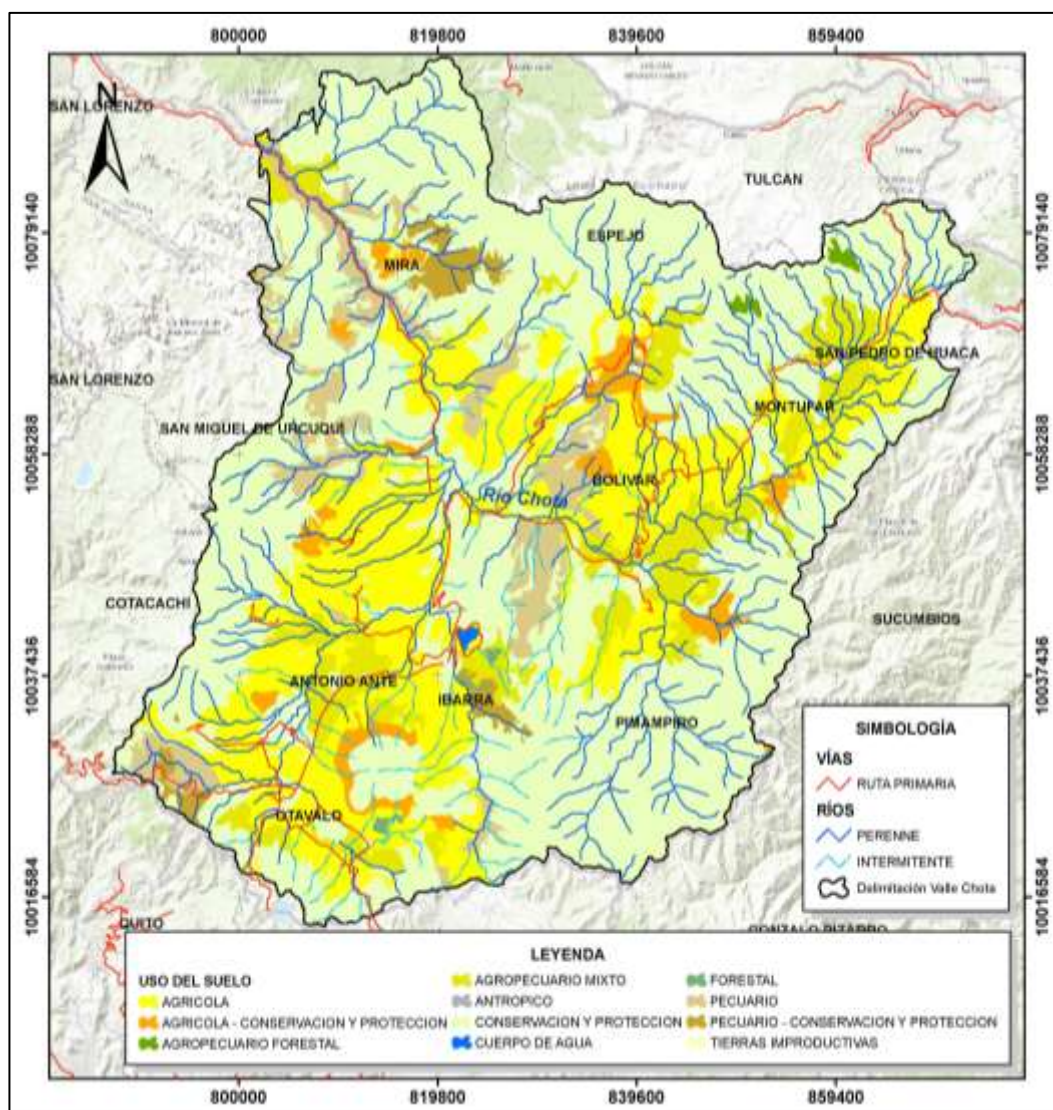 800000 819800 839600 859400
N
SAN LORENZO
TULCAN
10079140 10079140
ESPEJO
MIRA
SAN PEDRO DE HUACA
SAN LORENZO
MONTUFAR
SAN MIGUEL DE URCUQUI
10058288 10058288
BOLIVAR
Río Chota
COTACACHI
SUCUMBIOS
10037436 10037436
ANTONIO ANTE
IBARRA
PIMAMPIRO
OTAVALO
10016584 10016584
QUITO
GONZALO PIZARRO
SIMBOLOGÍA
VÍAS
RUTA PRIMARIA
RÍOS
PERENNE
INTERMITENTE
Delimitación Valle Chota
LEYENDA
USO DEL SUELO
AGRICOLA
AGRICOLA - CONSERVACION Y PROTECCION
AGROPECUARIO FORESTAL
AGROPECUARIO MIXTO
ANTROPICO
CONSERVACION Y PROTECCION
CUERPO DE AGUA
FORESTAL
PECUARIO
PECUARIO - CONSERVACION Y PROTECCION
TIERRAS IMPRODUCTIVAS
800000 819800 839600 859400